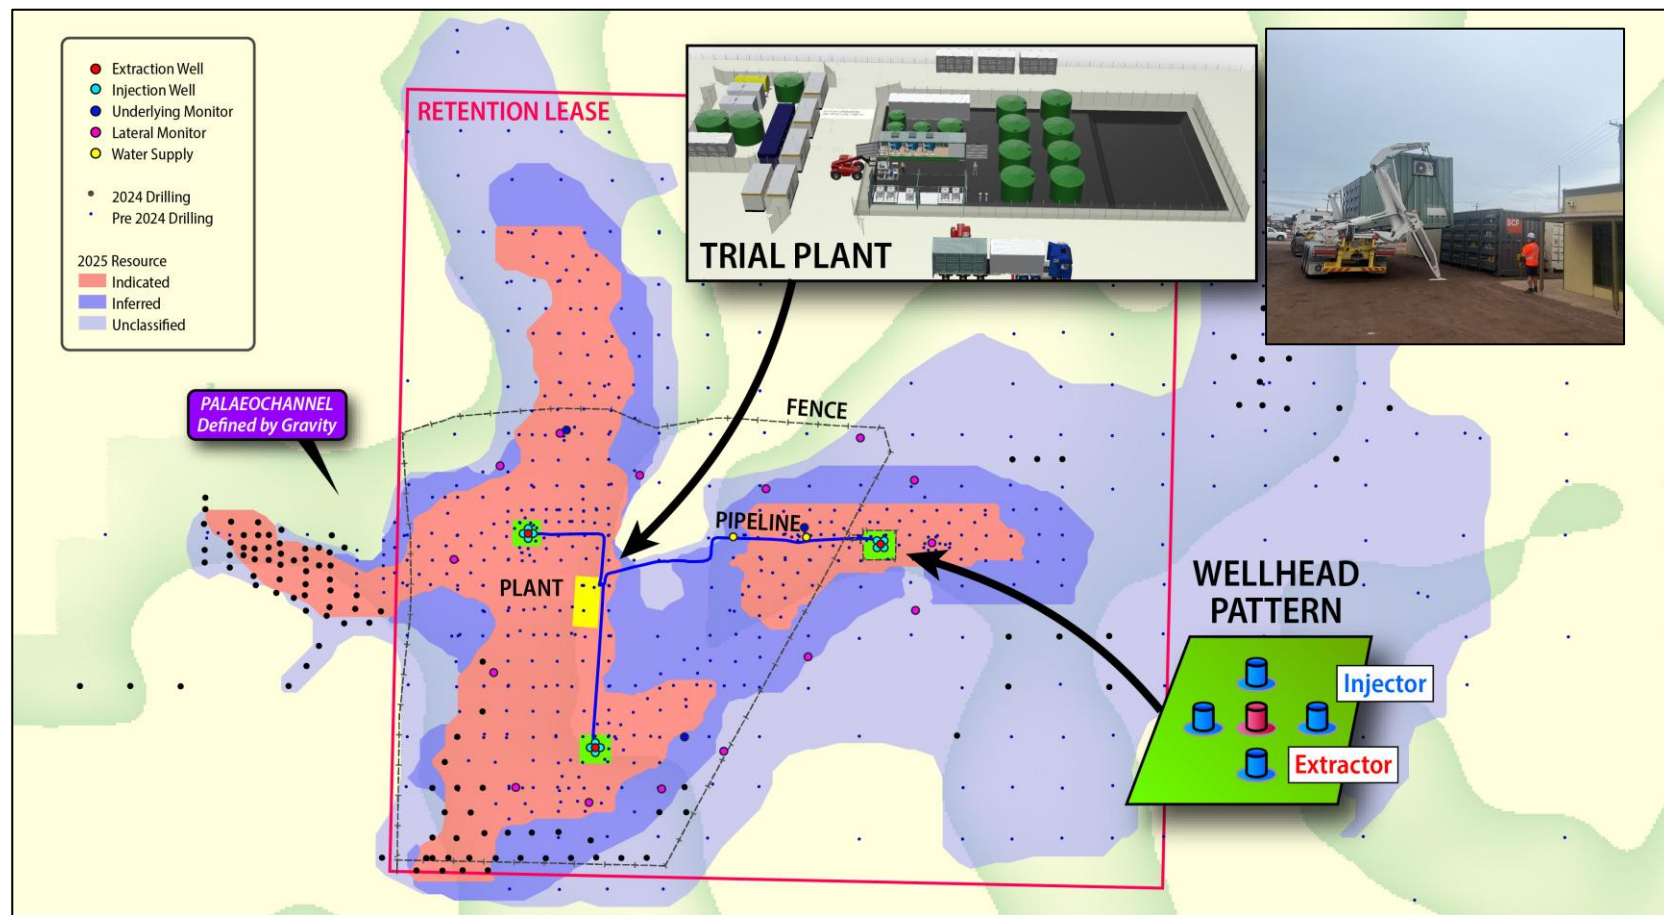 Extraction Well
Injection Well
Underlying Monitor
Lateral Monitor
Water Supply
2024 Drilling
Pre 2024 Drilling
2025 Resource
Indicated
Inferred
Unclassified
RETENTION LEASE
TRIAL PLANT
SCF
PALAEOCHANNEL
Defined by Gravity
FENCE
PIPELINE
PLANT
WELLHEAD
PATTERN
Injector
Extractor